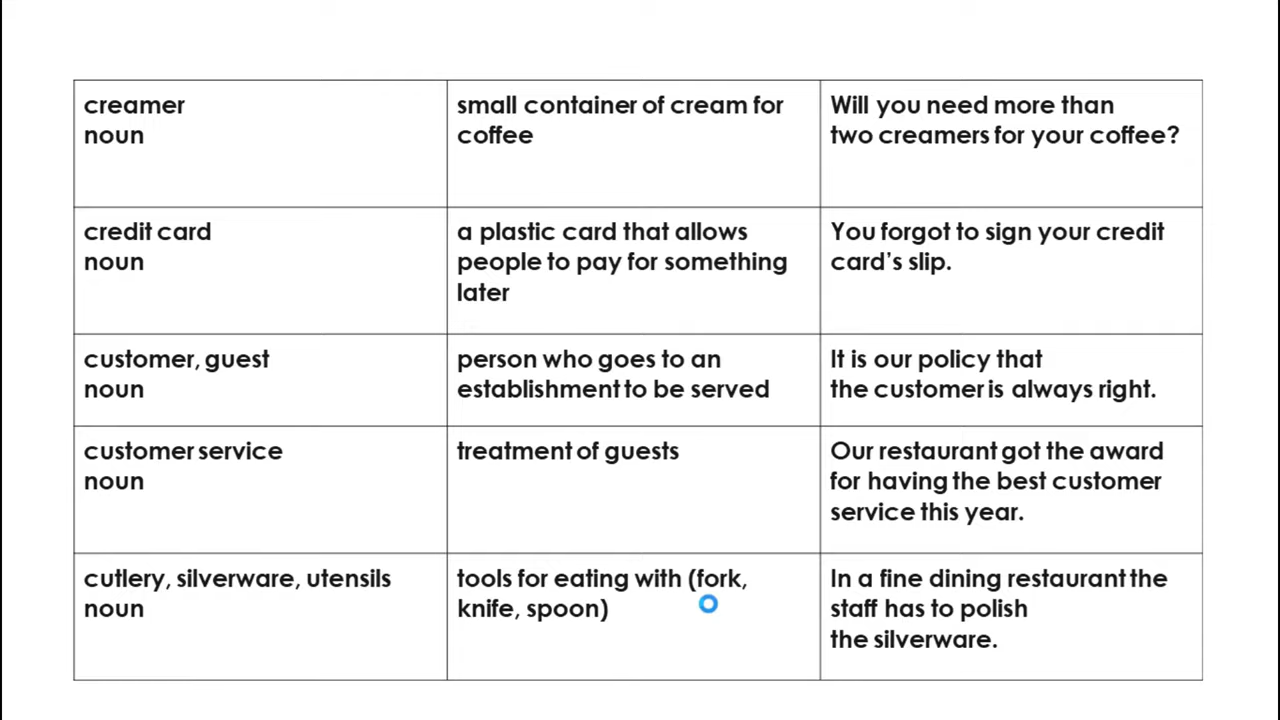 creamer
noun
small container of cream for
coffee
Will you need more than
two creamers for your coffee?
credit card
noun
a plastic card that allows
people to pay for something
later
You forgot to sign your credit
card’s slip.
customer, guest
noun
person who goes to an
establishment to be served
It is our policy that
the customer is always right.
customer service
noun
treatment of guests
Our restaurant got the award
for having the best customer
service this year.
cutlery, silverware, utensils
noun
tools for eating with (fork,
knife, spoon)
In a fine dining restaurant the
staff has to polish
the silverware.